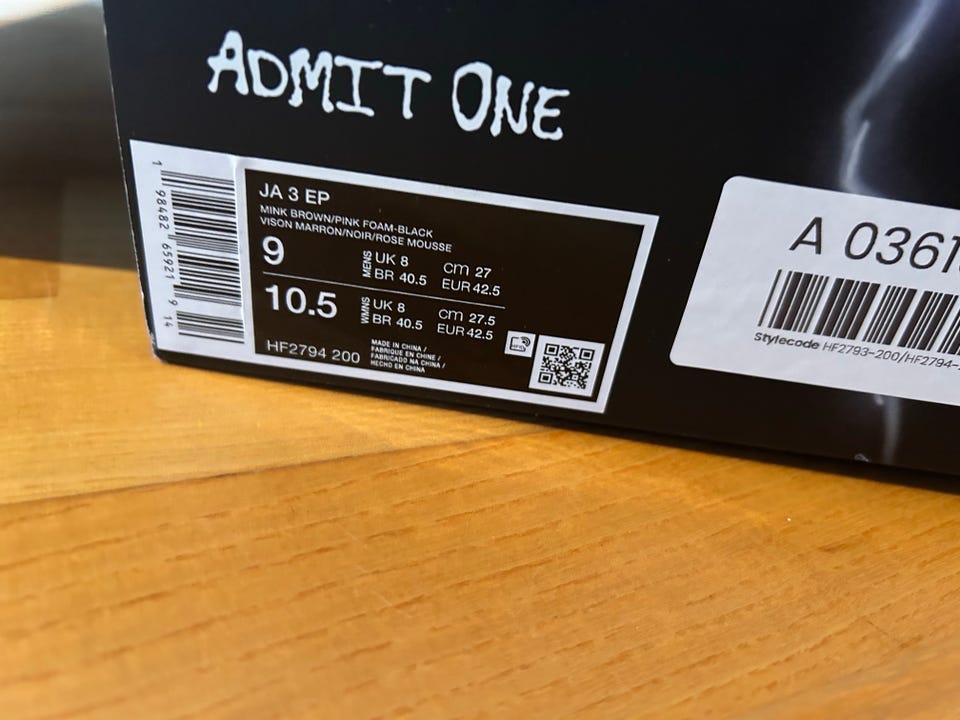 ADMIT ONE
1 98482 65921 9 14
JA 3 EP
MINK BROWN/PINK FOAM-BLACK
VISON MARRON/NOIR/ROSE MOUSSE
9 MENS UK 8 cm 27
BR 40.5 EUR 42.5
10.5 WMNS UK 8 cm 27.5
BR 40.5 EUR 42.5
HF2794 200
MADE IN CHINA /
FABRIQUE EN CHINE /
FABRICADO NA CHINA /
HECHO EN CHINA
A 0361
Stylecode HF2793-200/HF2794-